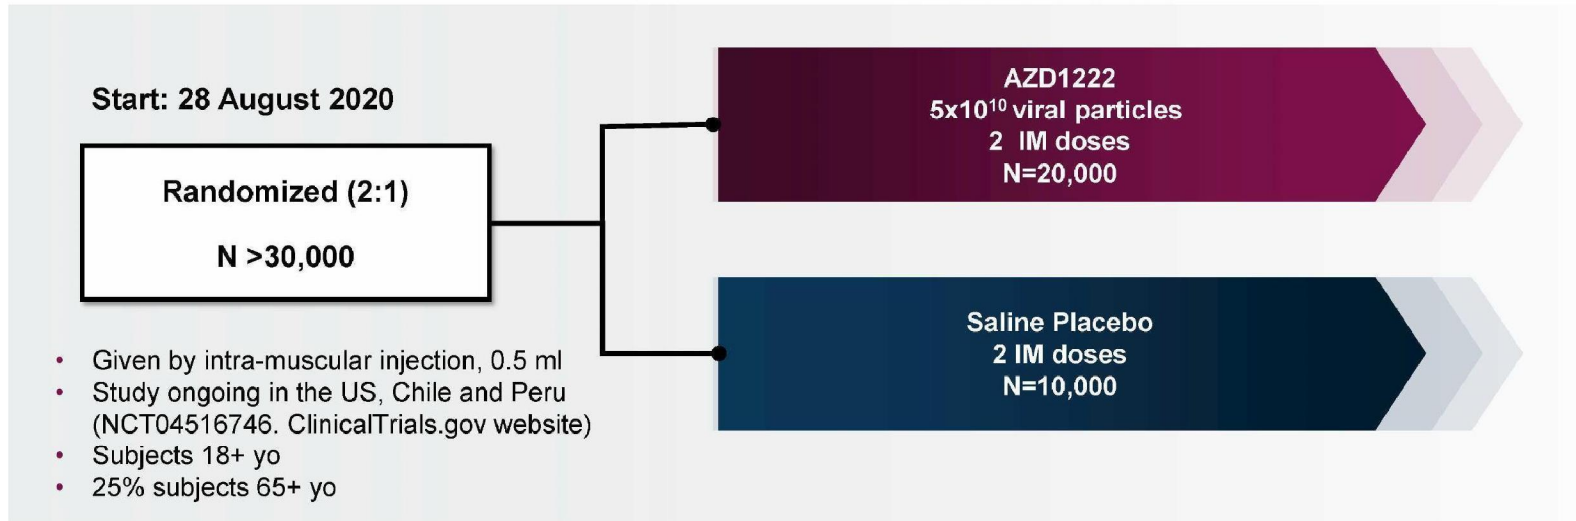 Start: 28 August 2020
Randomized (2:1)
N >30,000
• Given by intra-muscular injection, 0.5 ml
• Study ongoing in the US, Chile and Peru
(NCT04516746. ClinicalTrials.gov website)
• Subjects 18+ yo
• 25% subjects 65+ yo
AZD1222
5x10¹⁰ viral particles
2 IM doses
N=20,000
Saline Placebo
2 IM doses
N=10,000